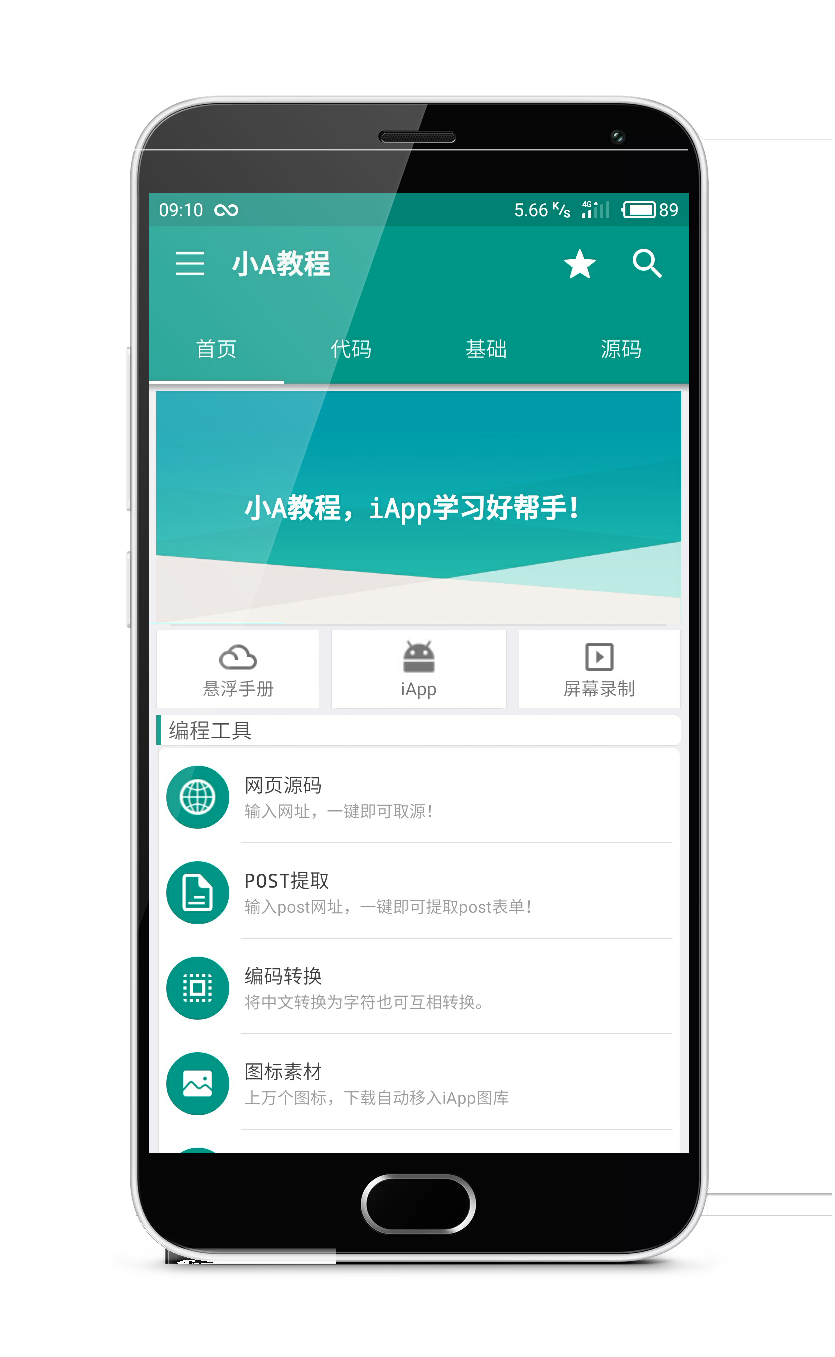 09:10 5.66 K/s 4G 89
小A教程
首页 代码 基础 源码
小A教程，iApp学习好帮手！
悬浮手册 iApp 屏幕录制
编程工具
网页源码
输入网址，一键即可取源！
POST提取
输入post网址，一键即可提取post表单！
编码转换
将中文转换为字符也可互相转换。
图标素材
上万个图标，下载自动移入iApp图库